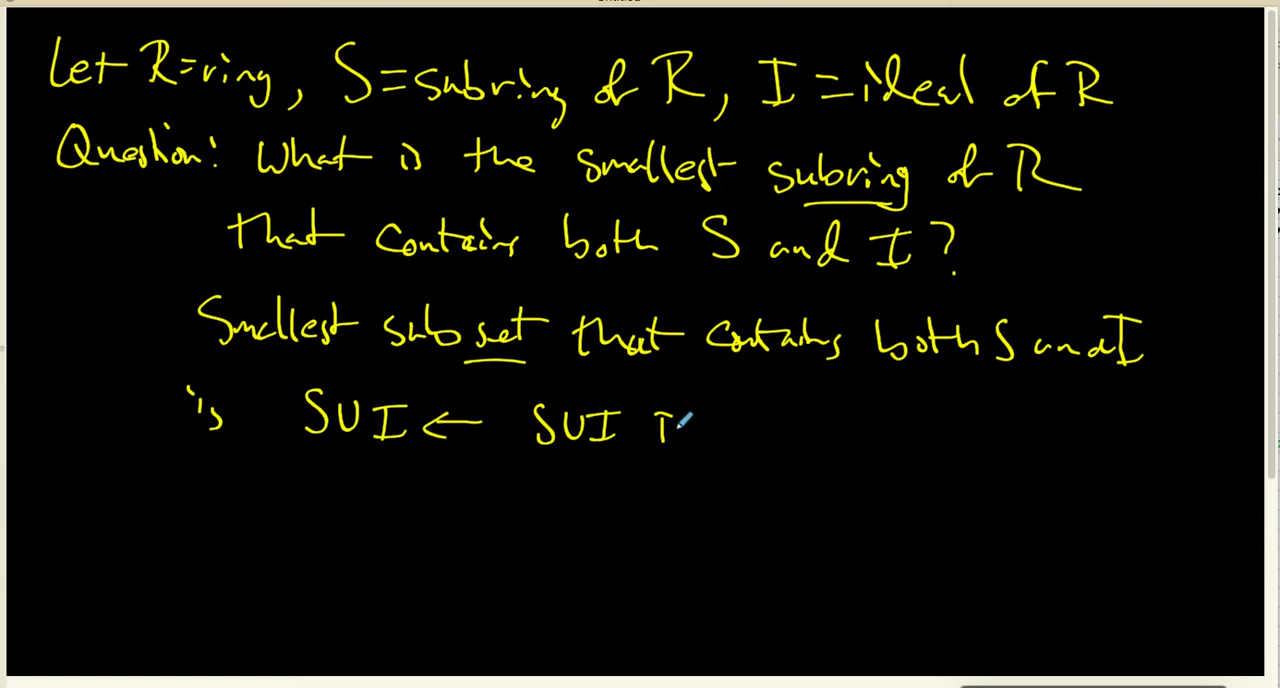 Let R=ring, S=subring of R, I=ideal of R
Question: What is the smallest subring of R
that contains both S and I?
Smallest subset that contains both S and I
is S∪I ← S∪I